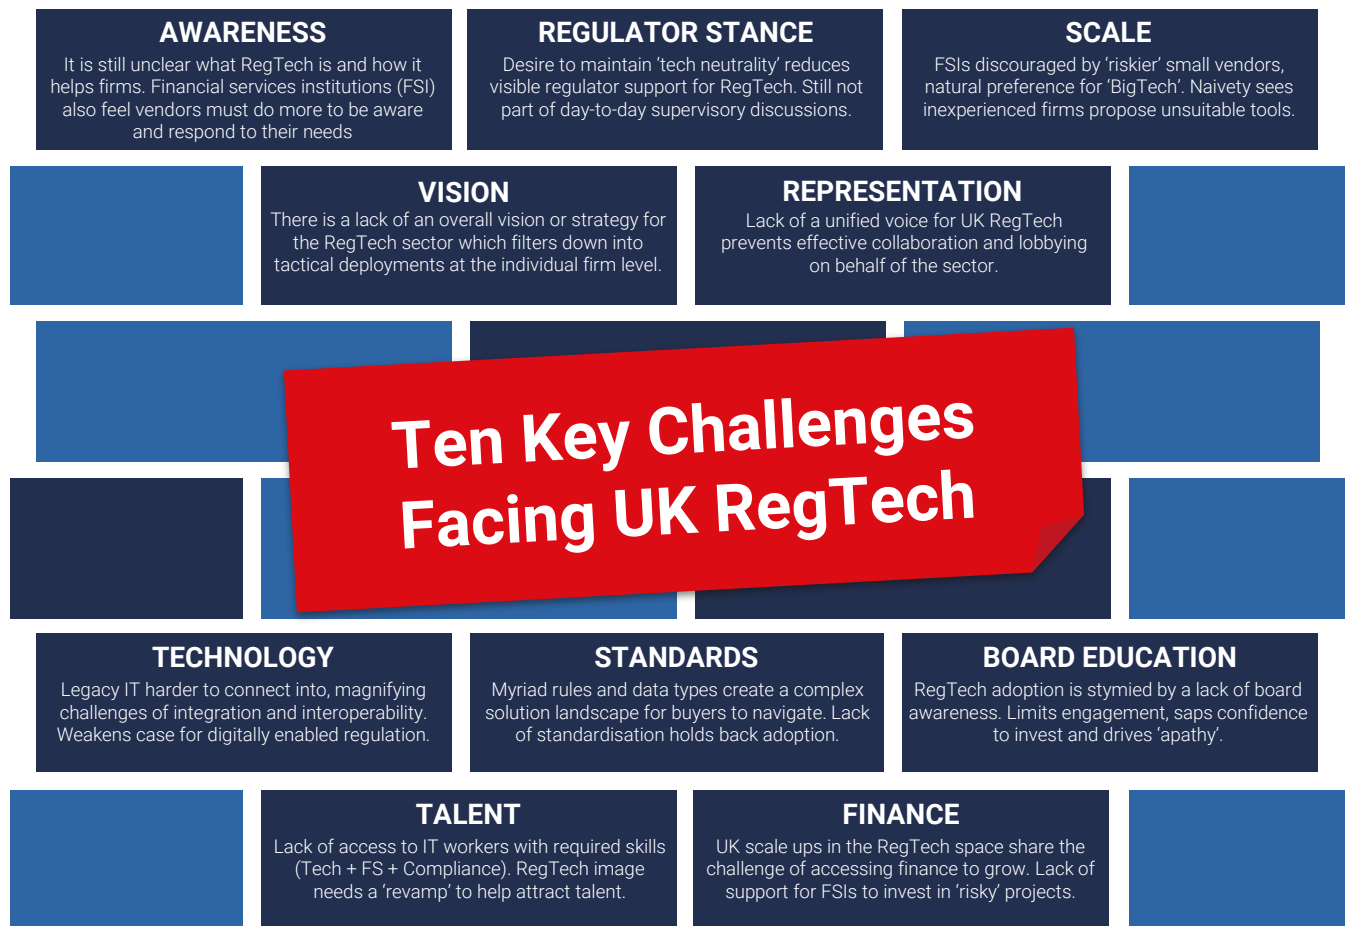 AWARENESS
It is still unclear what RegTech is and how it
helps firms. Financial services institutions (FSI)
also feel vendors must do more to be aware
and respond to their needs
REGULATOR STANCE
Desire to maintain ‘tech neutrality’ reduces
visible regulator support for RegTech. Still not
part of day-to-day supervisory discussions.
SCALE
FSIs discouraged by ‘riskier’ small vendors,
natural preference for ‘BigTech’. Naivety sees
inexperienced firms propose unsuitable tools.
VISION
There is a lack of an overall vision or strategy for
the RegTech sector which filters down into
tactical deployments at the individual firm level.
REPRESENTATION
Lack of a unified voice for UK RegTech
prevents effective collaboration and lobbying
on behalf of the sector.
Ten Key Challenges
Facing UK RegTech
TECHNOLOGY
Legacy IT harder to connect into, magnifying
challenges of integration and interoperability.
Weakens case for digitally enabled regulation.
STANDARDS
Myriad rules and data types create a complex
solution landscape for buyers to navigate. Lack
of standardisation holds back adoption.
BOARD EDUCATION
RegTech adoption is stymied by a lack of board
awareness. Limits engagement, saps confidence
to invest and drives ‘apathy’.
TALENT
Lack of access to IT workers with required skills
(Tech + FS + Compliance). RegTech image
needs a ‘revamp’ to help attract talent.
FINANCE
UK scale ups in the RegTech space share the
challenge of accessing finance to grow. Lack of
support for FSIs to invest in ‘risky’ projects.